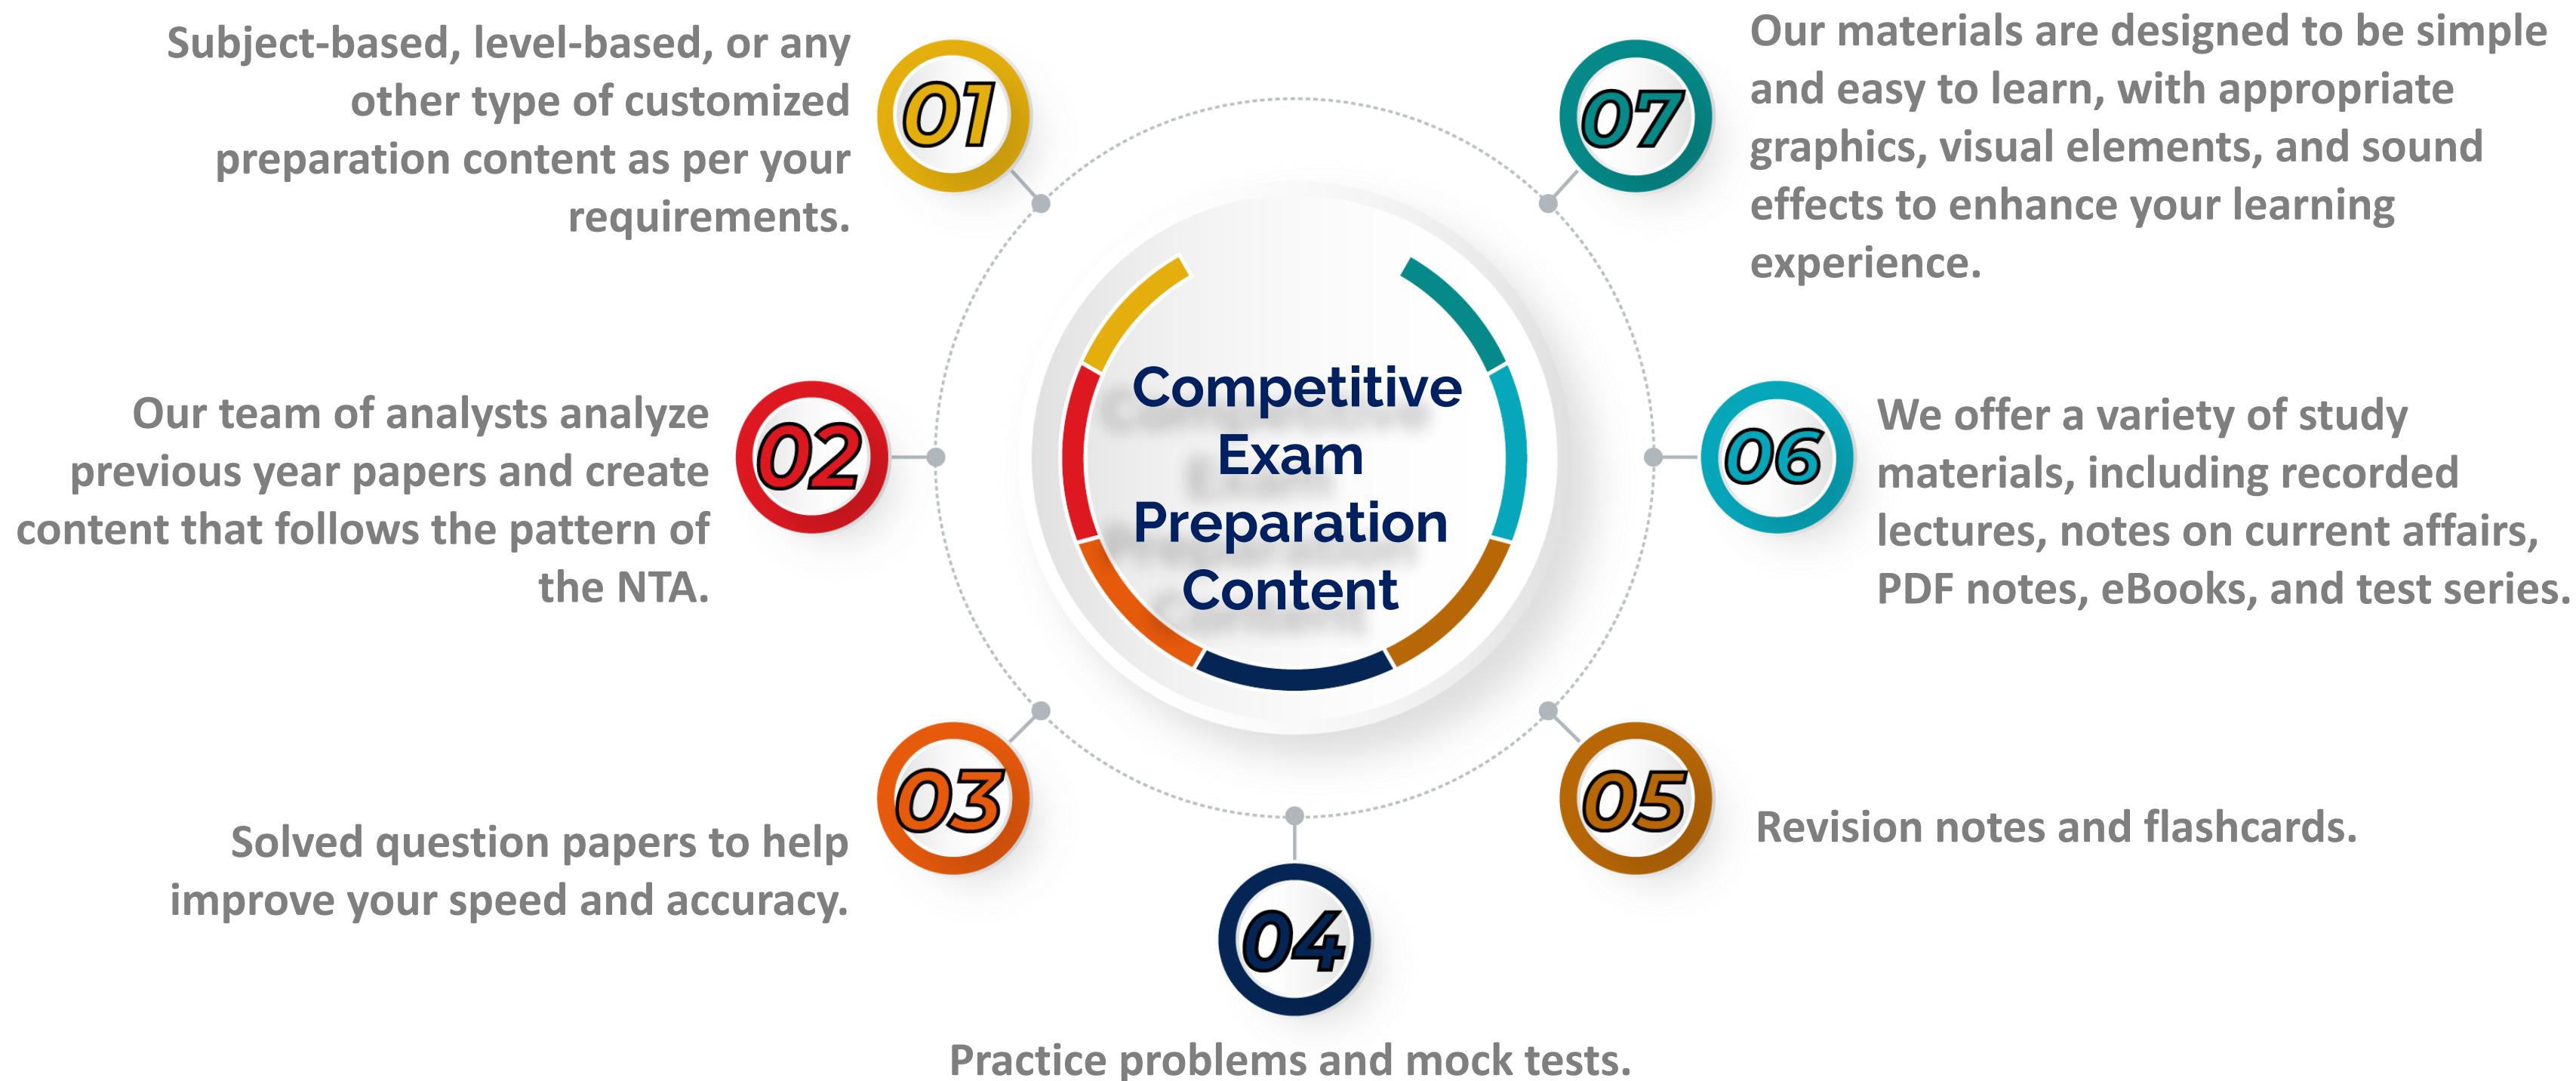 01
Subject-based, level-based, or any
other type of customized
preparation content as per your
requirements.
02
Our team of analysts analyze
previous year papers and create
content that follows the pattern of
the NTA.
03
Solved question papers to help
improve your speed and accuracy.
04
Practice problems and mock tests.
05
Revision notes and flashcards.
06
We offer a variety of study
materials, including recorded
lectures, notes on current affairs,
PDF notes, eBooks, and test series.
07
Our materials are designed to be simple
and easy to learn, with appropriate
graphics, visual elements, and sound
effects to enhance your learning
experience.
Competitive
Exam
Preparation
Content